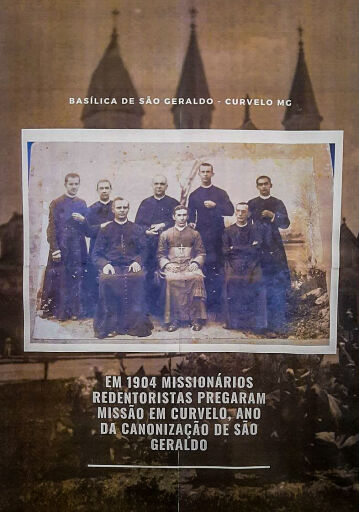 BASÍLICA DE SÃO GERALDO - CURVELO MG
EM 1904 MISSIONÁRIOS
REDENTORISTAS PREGARAM
MISSÃO EM CURVELO, ANO
DA CANONIZAÇÃO DE SÃO
GERALDO